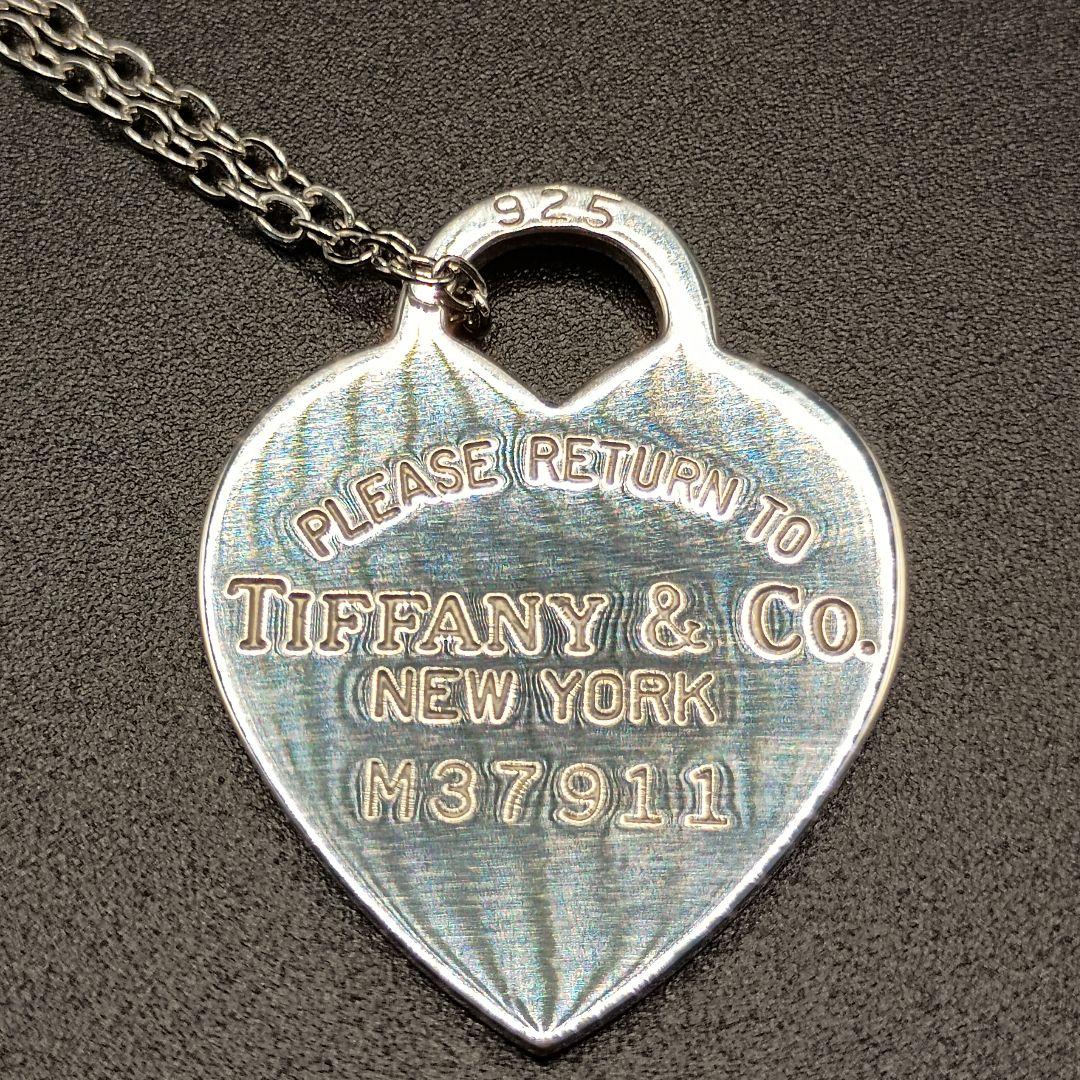 925
PLEASE RETURN TO
TIFFANY & CO.
NEW YORK
M37911